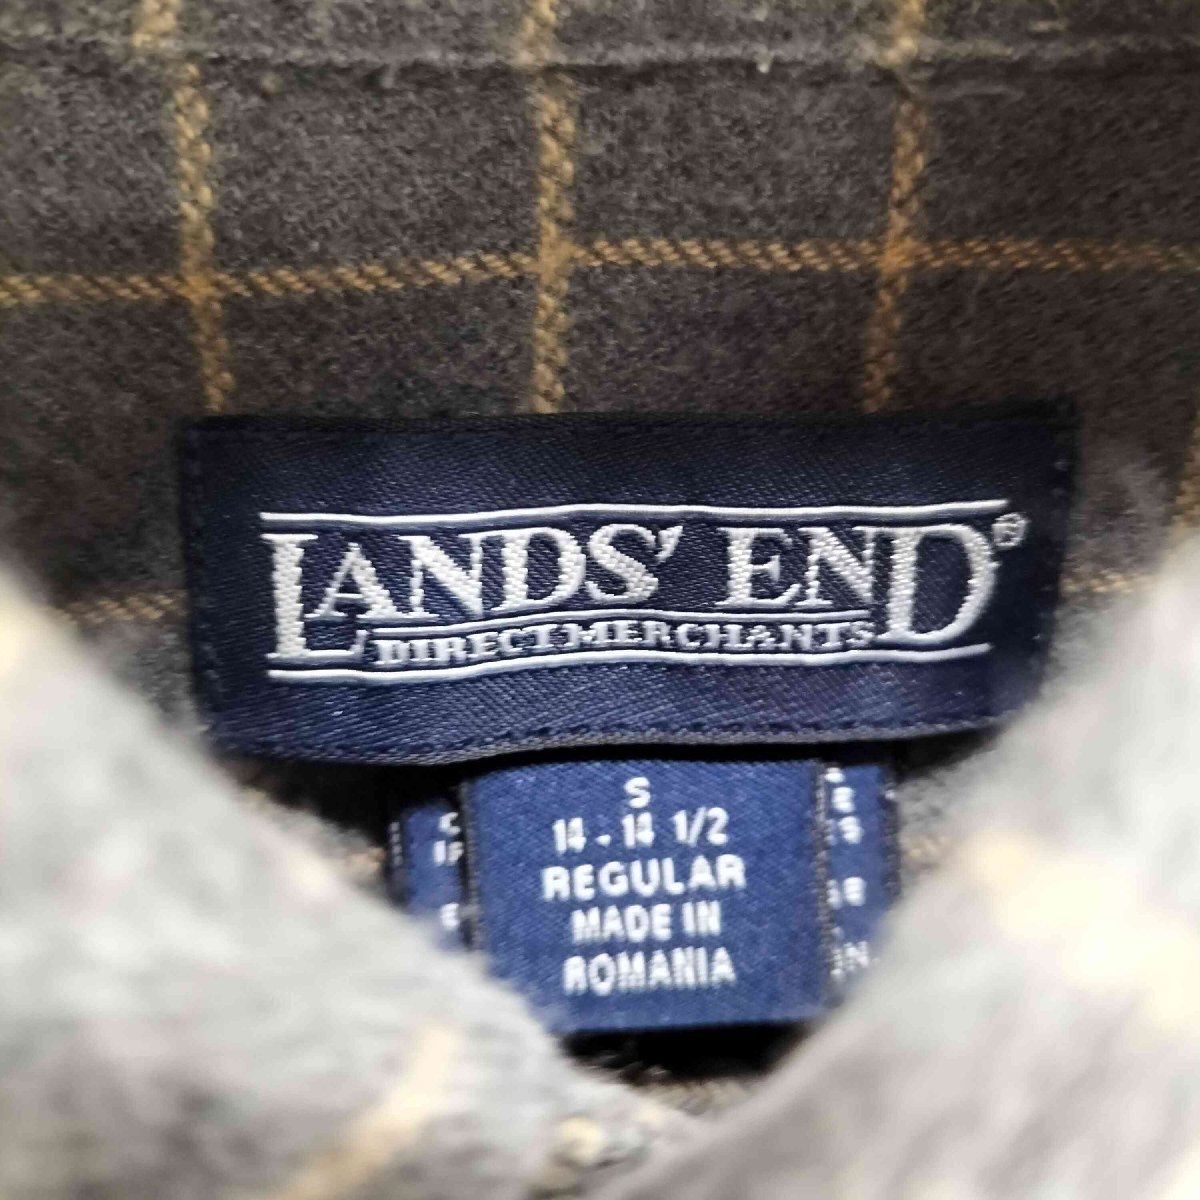 LANDS' END®
DIRECT MERCHANTS
S
14 - 14 1/2
REGULAR
MADE IN
ROMANIA